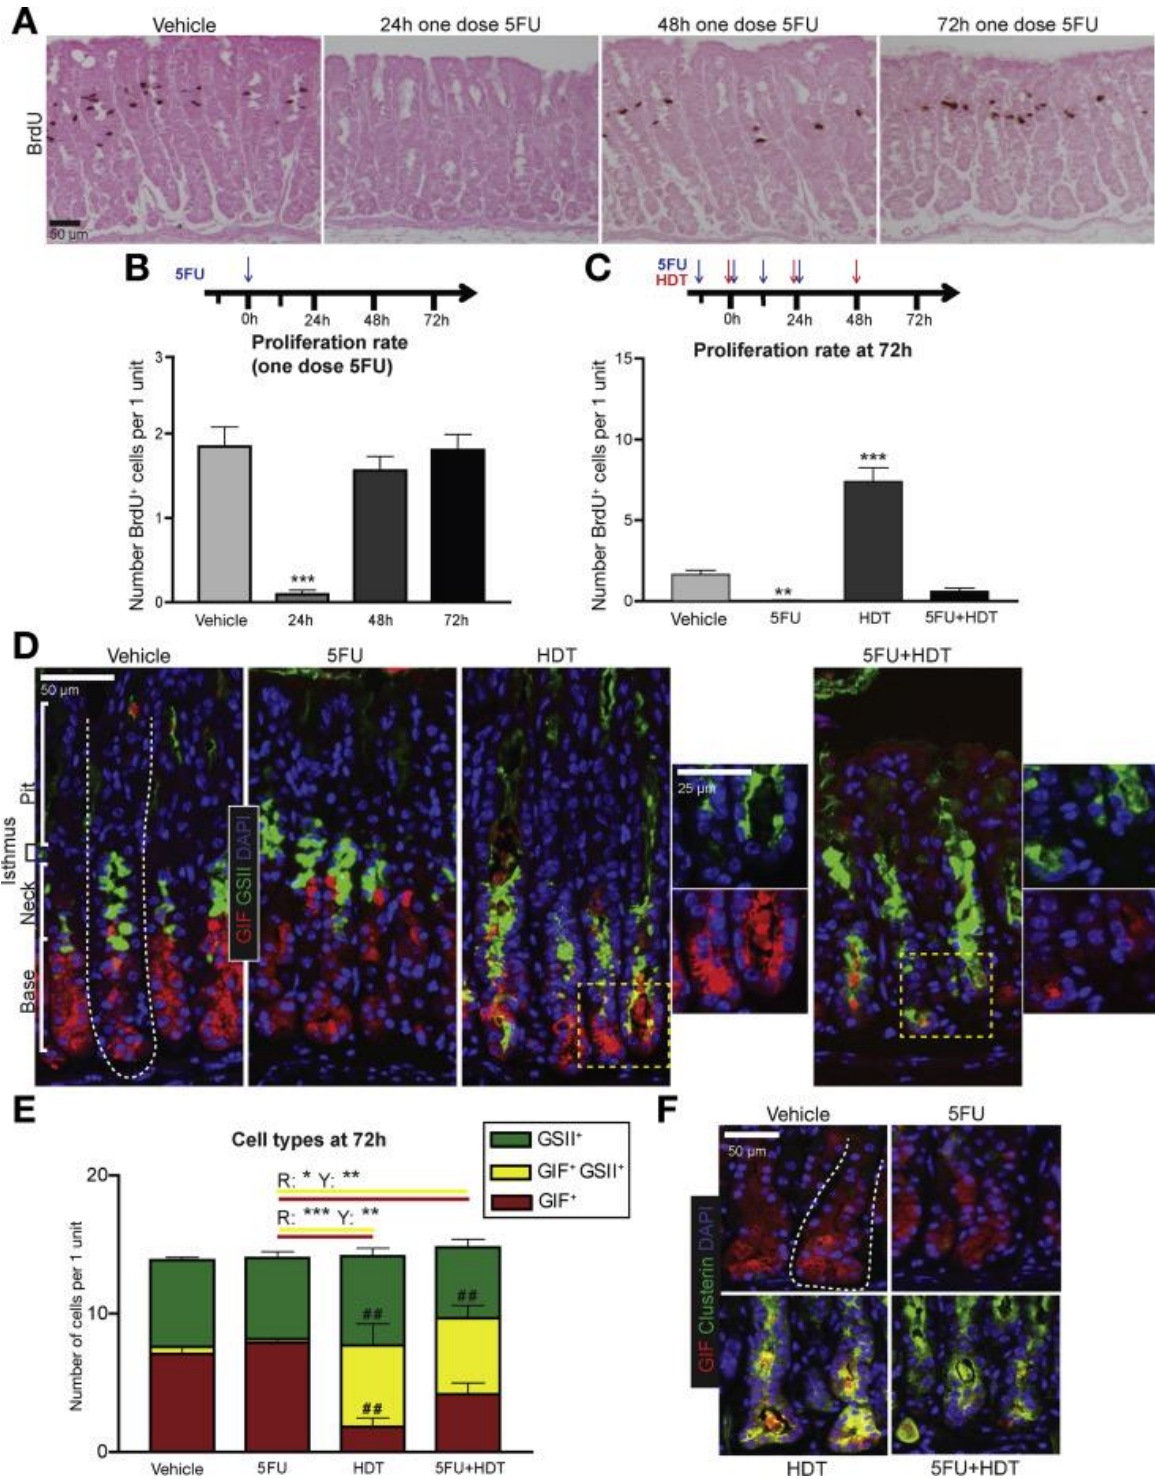 A
Vehicle
24h one dose 5FU
48h one dose 5FU
72h one dose 5FU
BrdU
50 µm
B
5FU
0h 24h 48h 72h
Proliferation rate
(one dose 5FU)
Number BrdU+ cells per 1 unit
3
2
1
0
***
Vehicle 24h 48h 72h
C
5FU
HDT
0h 24h 48h 72h
Proliferation rate at 72h
Number BrdU+ cells per 1 unit
15
10
5
0
**
***
Vehicle 5FU HDT 5FU+HDT
D
Vehicle
5FU
HDT
5FU+HDT
50 µm
25 µm
Pit
Isthmus
Neck
Base
GIF GSII DAPI
E
Cell types at 72h
GSII+
GIF+ GSII+
GIF+
R: * Y: **
R: *** Y: **
Number of cells per 1 unit
20
10
0
##
##
##
Vehicle 5FU HDT 5FU+HDT
F
Vehicle 5FU
50 µm
GIF Clusterin DAPI
HDT 5FU+HDT